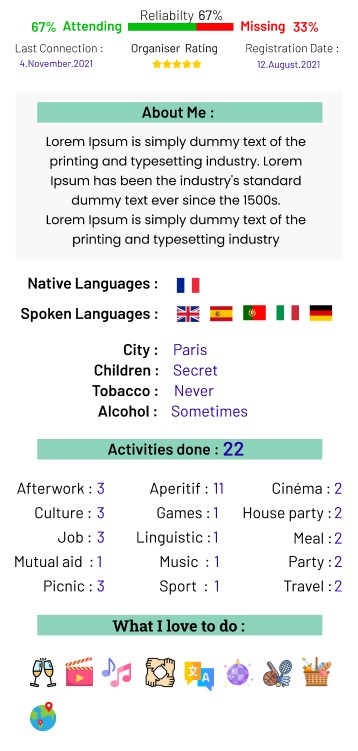 Reliabilty 67%
67% Attending Missing 33%
Last Connection : Organiser Rating Registration Date :
4.November.2021 12.August.2021
About Me :
Lorem Ipsum is simply dummy text of the
printing and typesetting industry. Lorem
Ipsum has been the industry's standard
dummy text ever since the 1500s.
Lorem Ipsum is simply dummy text of the
printing and typesetting industry
Native Languages :
Spoken Languages :
City : Paris
Children : Secret
Tobacco : Never
Alcohol : Sometimes
Activities done : 22
Afterwork : 3 Aperitif : 11 Cinéma : 2
Culture : 3 Games : 1 House party : 2
Job : 3 Linguistic : 1 Meal : 2
Mutual aid : 1 Music : 1 Party : 2
Picnic : 3 Sport : 1 Travel : 2
What I love to do :